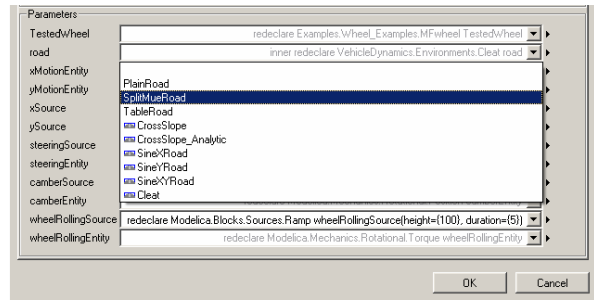 Parameters
TestedWheel redeclare Examples.Wheel_Examples.MFwheel TestedWheel
road inner redeclare VehicleDynamics.Environments.Cleat road
xMotionEntity
yMotionEntity PlainRoad
SplitMueRoad
xSource TableRoad
ySource CrossSlope
steeringSource CrossSlope_Analytic
SineXRoad
steeringEntity SineYRoad
camberSource SineXYRoad
camberEntity Cleat
wheelRollingSource redeclare Modelica.Blocks.Sources.Ramp wheelRollingSource(height={100}, duration={5})
wheelRollingEntity redeclare Modelica.Mechanics.Rotational.Torque wheelRollingEntity
OK Cancel